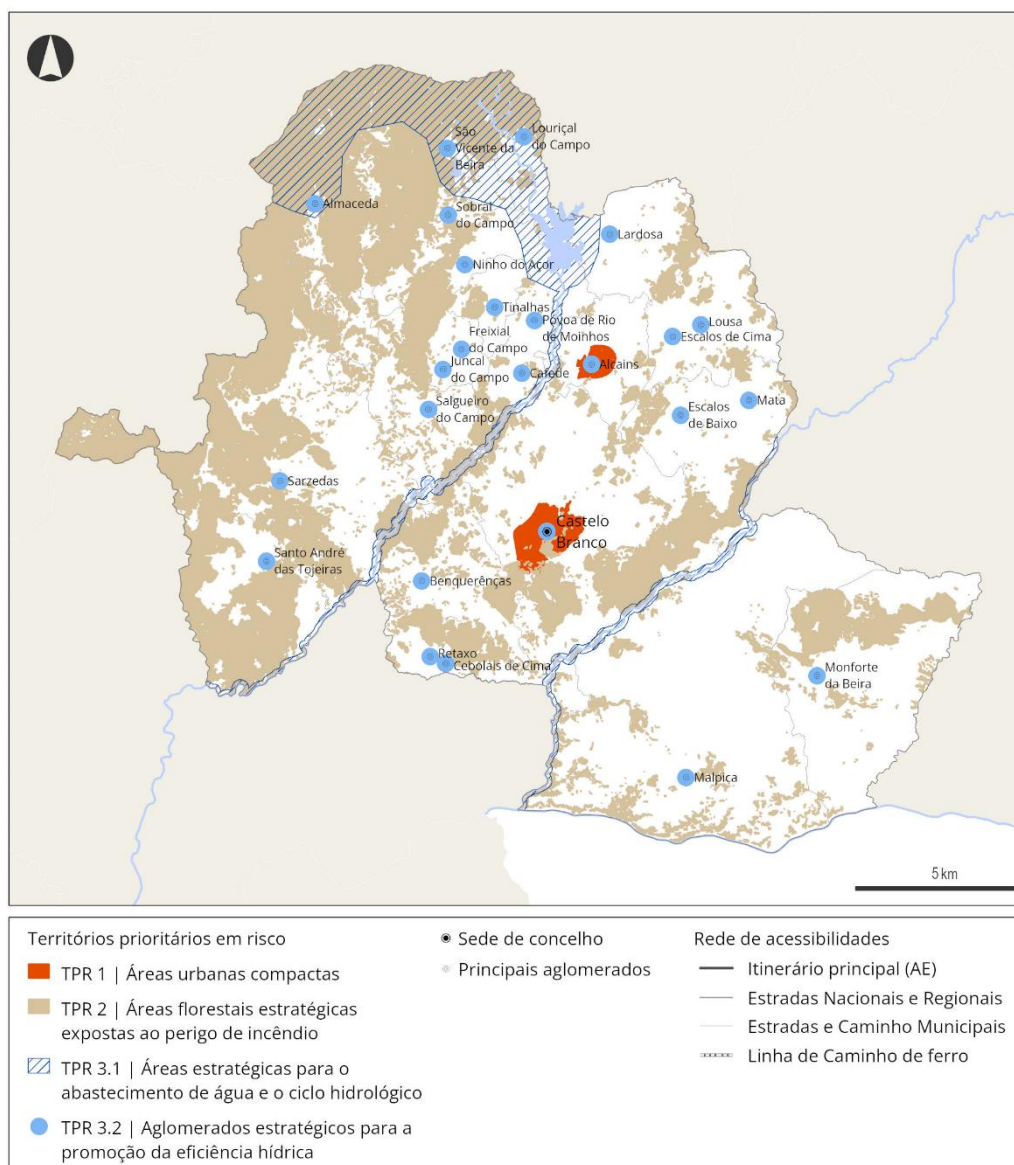 São
Vicente da
Beira
Louriçal
do Campo
Almaceda
Sobral
do Campo
Lardosa
Ninho do Açor
Tinalhas
Póvoa de Rio
de Moinhos
Lousa
Escalos de Cima
Freixial
do Campo
Juncal
do Campo
Cafede
Alcains
Salgueiro
do Campo
Escalos
de Baixo
Mata
Sarzedas
Castelo
Branco
Santo André
das Tojeiras
Benquerênças
Retaxo
Cebolais de Cima
Monforte
da Beira
Malpica
5 km
Territórios prioritários em risco
TPR 1 | Áreas urbanas compactas
TPR 2 | Áreas florestais estratégicas
expostas ao perigo de incêndio
TPR 3.1 | Áreas estratégicas para o
abastecimento de água e o ciclo hidrológico
TPR 3.2 | Aglomerados estratégicos para a
promoção da eficiência hídrica
Sede de concelho
Principais aglomerados
Rede de acessibilidades
Itinerário principal (AE)
Estradas Nacionais e Regionais
Estradas e Caminho Municipais
Linha de Caminho de ferro